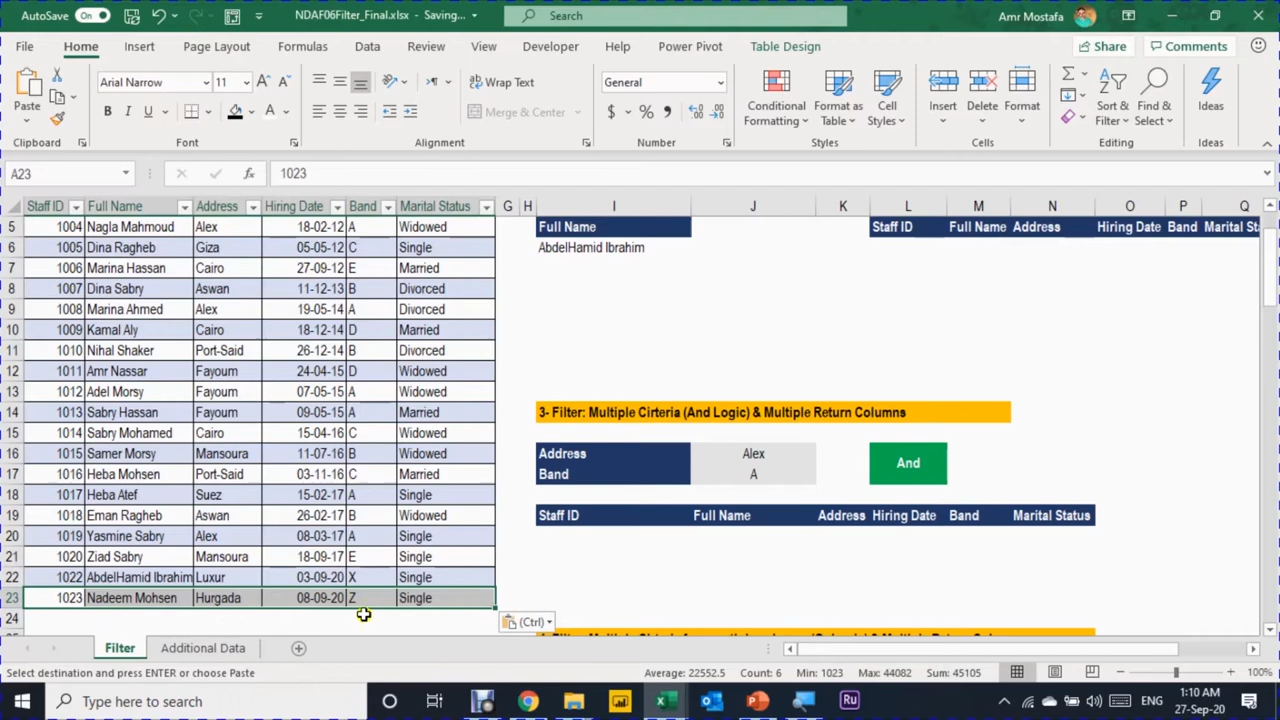 AutoSave On NDAF06Filter_Final.xlsx - Saving... Search Amr Mostafa
File Home Insert Page Layout Formulas Data Review View Developer Help Power Pivot Table Design Share Comments
Paste Arial Narrow 11 Wrap Text General Conditional Formatting Format as Table Cell Styles Insert Delete Format Sort & Filter Find & Select Ideas
B I U A Merge & Center $ %
Clipboard Font Alignment Number Styles Cells Editing Ideas
A23 fx 1023
Staff ID Full Name Address Hiring Date Band Marital Status G H I J K L M N O P Q
5 1004 Nagla Mahmoud Alex 18-02-12 A Widowed Full Name Staff ID Full Name Address Hiring Date Band Marital Sta
6 1005 Dina Ragheb Giza 05-05-12 C Single AbdelHamid Ibrahim
7 1006 Marina Hassan Cairo 27-09-12 E Married
8 1007 Dina Sabry Aswan 11-12-13 B Divorced
9 1008 Marina Ahmed Alex 19-05-14 A Divorced
10 1009 Kamal Aly Cairo 18-12-14 D Married
11 1010 Nihal Shaker Port-Said 26-12-14 B Divorced
12 1011 Amr Nassar Fayoum 24-04-15 D Widowed
13 1012 Adel Morsy Fayoum 07-05-15 A Widowed
14 1013 Sabry Hassan Fayoum 09-05-15 A Married 3- Filter: Multiple Cirteria (And Logic) & Multiple Return Columns
15 1014 Sabry Mohamed Cairo 15-04-16 C Widowed
16 1015 Samer Morsy Mansoura 11-07-16 B Widowed Address Alex And
17 1016 Heba Mohsen Port-Said 03-11-16 C Married Band A
18 1017 Heba Atef Suez 15-02-17 A Single
19 1018 Eman Ragheb Aswan 26-02-17 B Widowed Staff ID Full Name Address Hiring Date Band Marital Status
20 1019 Yasmine Sabry Alex 08-03-17 A Single
21 1020 Ziad Sabry Mansoura 18-09-17 E Single
22 1022 AbdelHamid Ibrahim Luxur 03-09-20 X Single
23 1023 Nadeem Mohsen Hurgada 08-09-20 Z Single
24 (Ctrl)
Filter Additional Data
Select destination and press ENTER or choose Paste Average: 22552.5 Count: 6 Min: 1023 Max: 44082 Sum: 45105 100%
Type here to search Ru ENG 1:10 AM
27-Sep-20